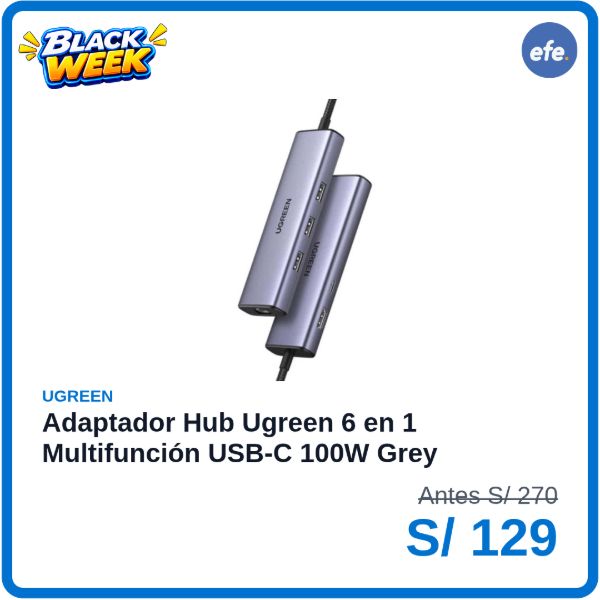 BLACK
WEEK
efe.
UGREEN
UGREEN
UGREEN
Adaptador Hub Ugreen 6 en 1
Multifunción USB-C 100W Grey
Antes S/ 270
S/ 129